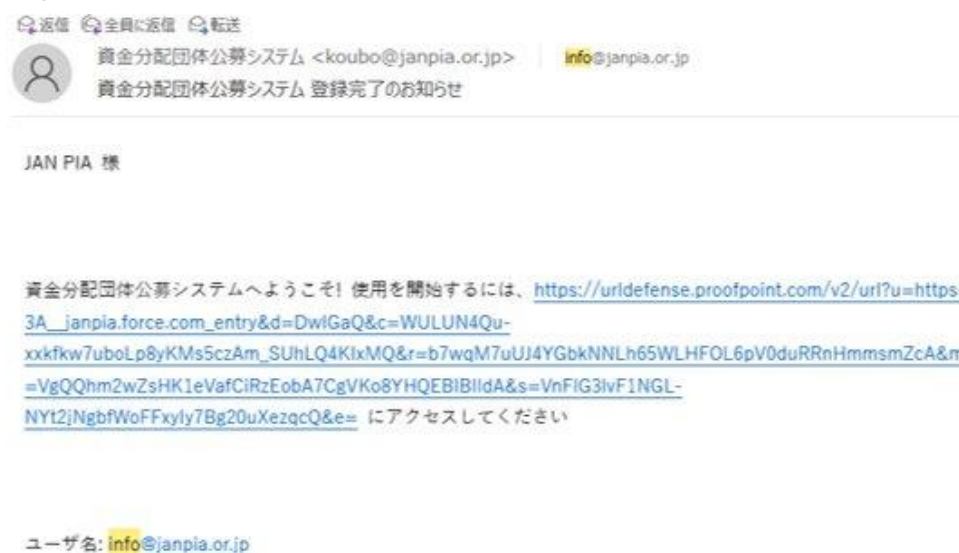 返信 全員に返信 転送
資金分配団体公募システム <koubo@janpia.or.jp> info@janpia.or.jp
資金分配団体公募システム 登録完了のお知らせ
JAN PIA 様
資金分配団体公募システムへようこそ! 使用を開始するには、https://urldefense.proofpoint.com/v2/url?u=https
3A__janpia.force.com_entry&d=DwIGaQ&c=WULUN4Qu-
xxkfkw7uboLp8yKMs5czAm_SUhLQ4KlxMQ&r=b7wqM7uUJ4YGbkNNLh65WLHFOL6pV0duRRnHmmsmZcA&m
=VgQQhm2wZsHK1eVafCiRzEobA7CgVKo8YHQEBIBIIdA&s=VnFIG3lvF1NGL-
NYt2jNgbfWoFFxyly7Bg20uXezqcQ&e= にアクセスしてください
ユーザ名: info@janpia.or.jp